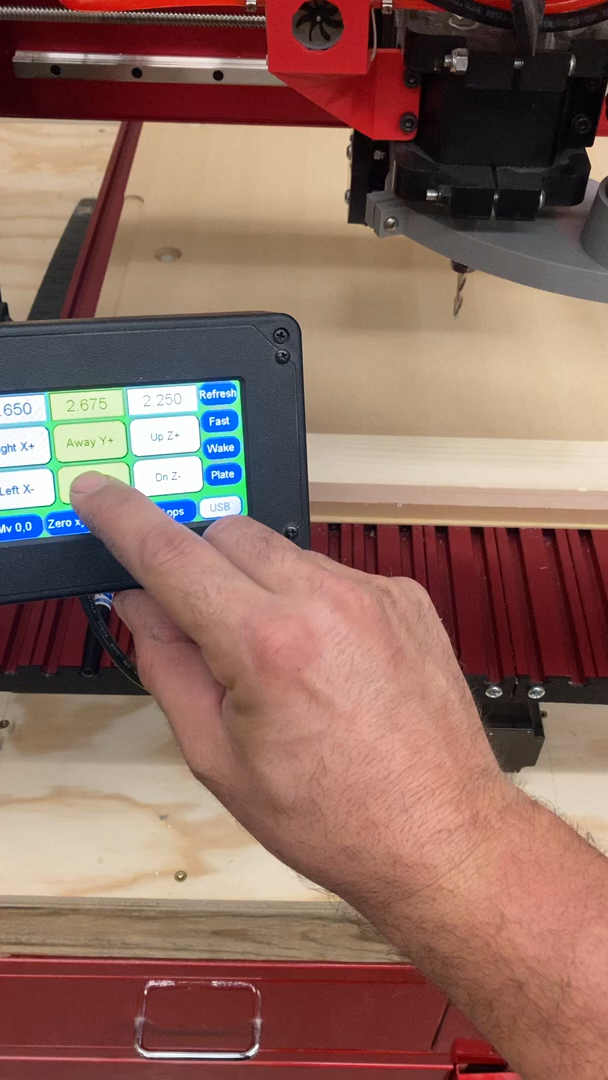 .650 2.675 2.250 Refresh
Fast
ght X+ Away Y+ Up Z+
Wake
Left X- Dn Z- Plate
Mv 0,0 Zero x pps USB